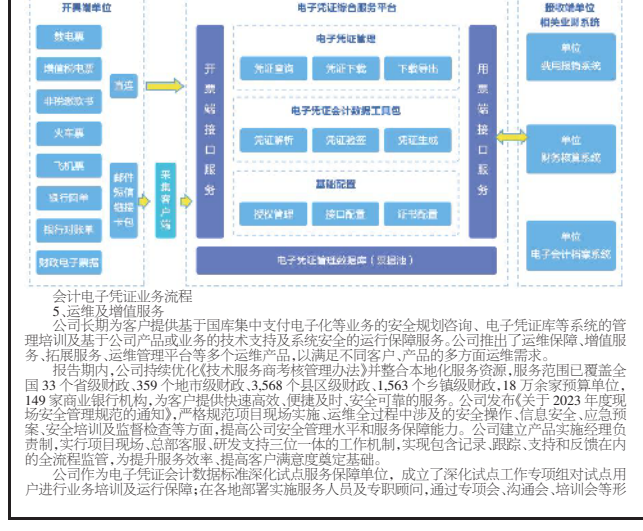 开具端单位
电子凭证综合服务平台
接收端单位
相关业财系统
数电票
增值税电票
非税缴款书
火车票
飞机票
银行回单
银行对账单
财政电子票据
直连
邮件
短信
链接
卡包
采集客户端
开票端接口服务
电子凭证管理
凭证查询
凭证下载
下载导出
电子凭证会计数据工具包
凭证解析
凭证验签
凭证生成
基础配置
授权管理
接口配置
证书配置
用票端接口服务
电子凭证管理数据库（数据池）
单位
费用报销系统
单位
财务核算系统
单位
电子会计档案系统
会计电子凭证业务流程
5、运维及增值服务
公司长期为客户提供基于国库集中支付电子化等业务的安全规划咨询、电子凭证库等系统的管
理培训及基于公司产品或业务的技术支持及系统安全的运行保障服务。公司推出了运维保障、增值服
务、拓展服务、运维管理平台等多个运维产品，以满足不同客户、产品的多方面运维需求。
报告期内，公司持续优化《技术服务商考核管理办法》并整合本地化服务资源，服务范围已覆盖全
国 33 个省级财政、359 个地市级财政、3,568 个县区级财政、1,563 个乡镇级财政，18 万余家预算单位，
149 家商业银行机构，为客户提供快速高效、便捷及时、安全可靠的服务。公司发布《关于 2023 年度现
场安全管理规范的通知》，严格规范项目现场实施、运维全过程中涉及的安全操作、信息安全、应急预
案、安全培训及监督检查等方面，提高公司安全管理水平和服务保障能力。公司建立产品实施经理负
责制，实行项目现场、总部客服、研发支持三位一体的工作机制，实现包含记录、跟踪、支持和反馈在内
的全流程监管，为提升服务效率、提高客户满意度奠定基础。
公司作为电子凭证会计数据标准深化试点服务保障单位，成立了深化试点工作专项组对试点用
户进行业务培训及运行保障；在各地部署实施服务人员及专职顾问，通过专项会、沟通会、培训会等形